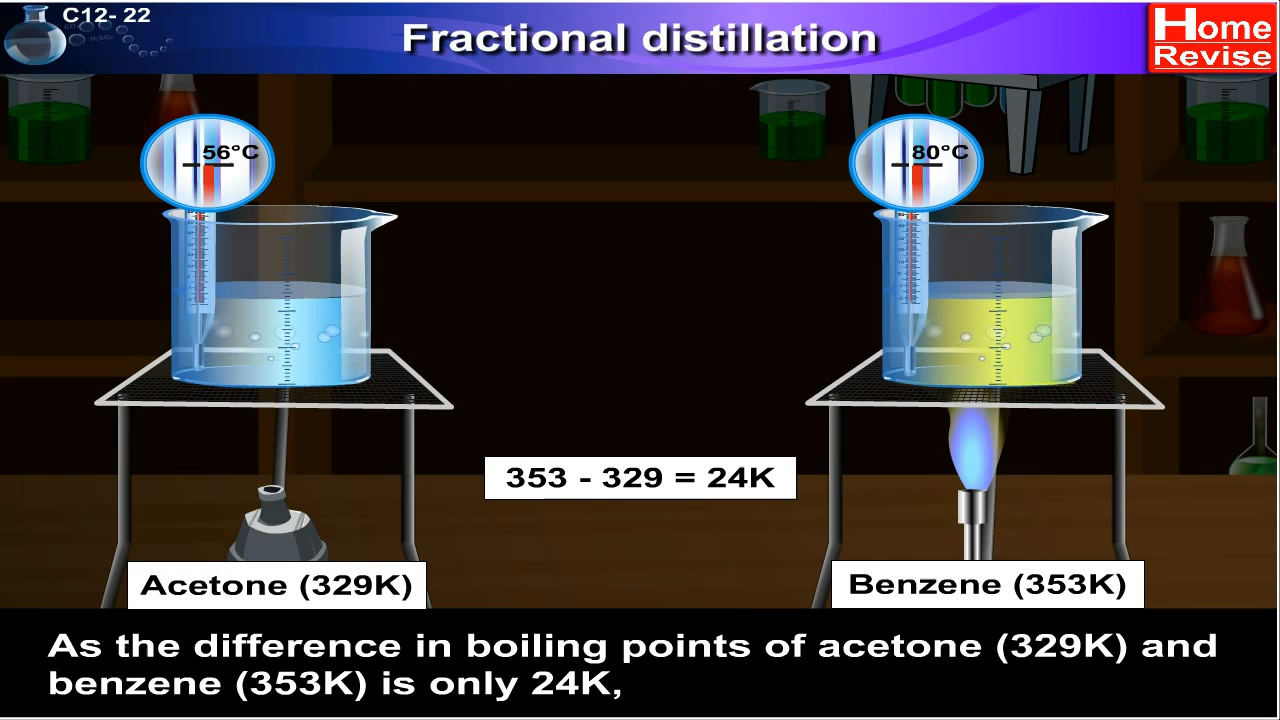 C12- 22
Fractional distillation
Home
Revise
56°C
80°C
353 - 329 = 24K
Acetone (329K)
Benzene (353K)
As the difference in boiling points of acetone (329K) and
benzene (353K) is only 24K,